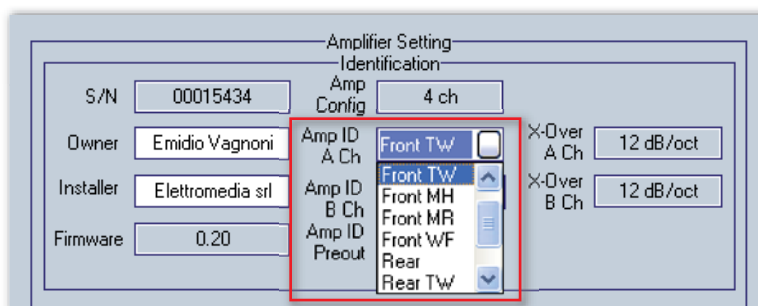 Amplifier Setting
Identification
S/N 00015434 Amp Config 4 ch
Owner Emidio Vagnoni Amp ID A Ch Front TW X-Over A Ch 12 dB/oct
Installer Elettromedia srl Amp ID B Ch X-Over B Ch 12 dB/oct
Firmware 0.20 Amp ID Preout
Front TW
Front MH
Front MR
Front WF
Rear
Rear TW